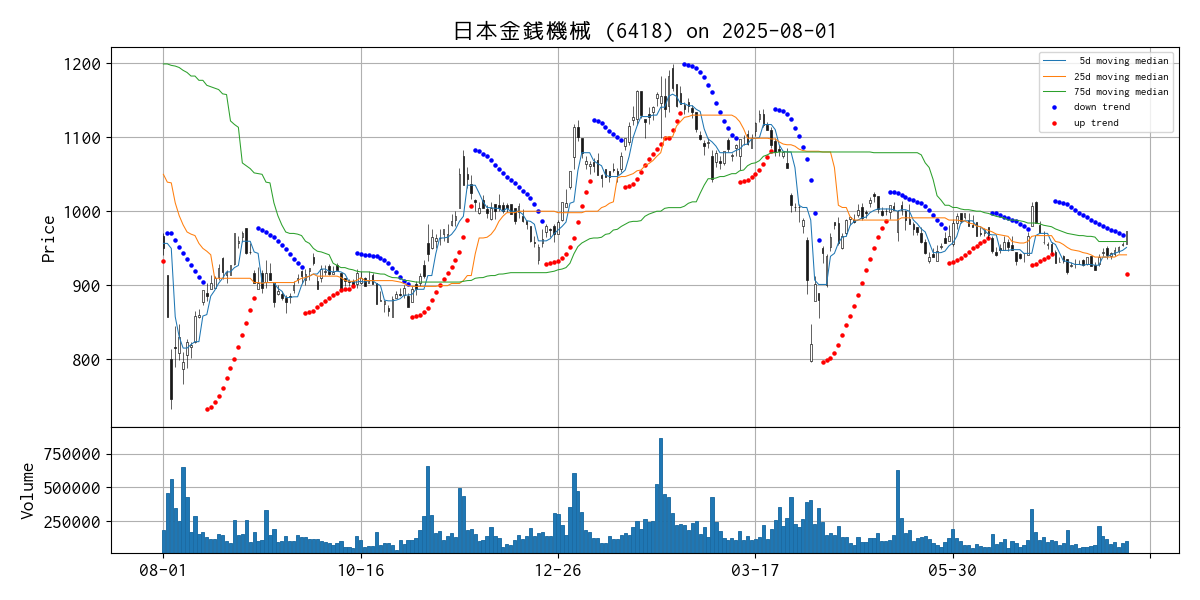 日本金銭機械 (6418) on 2025-08-01
1200
1100
1000
900
800
Price
5d moving median
25d moving median
75d moving median
down trend
up trend
750000
500000
250000
Volume
08-01
10-16
12-26
03-17
05-30